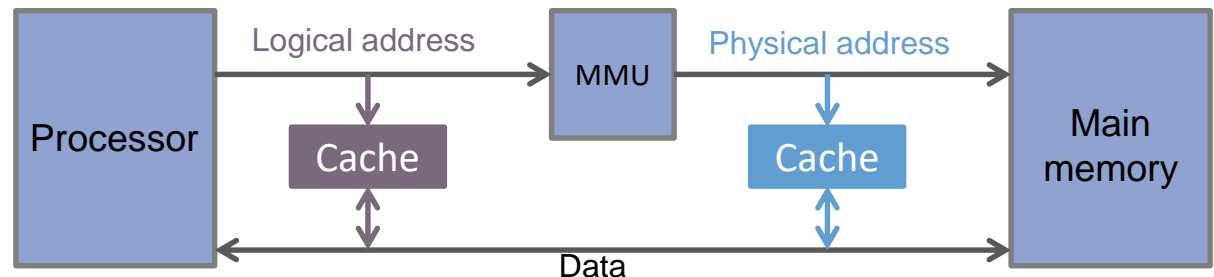 Logical address
Physical address
MMU
Processor
Cache
Cache
Main
memory
Data